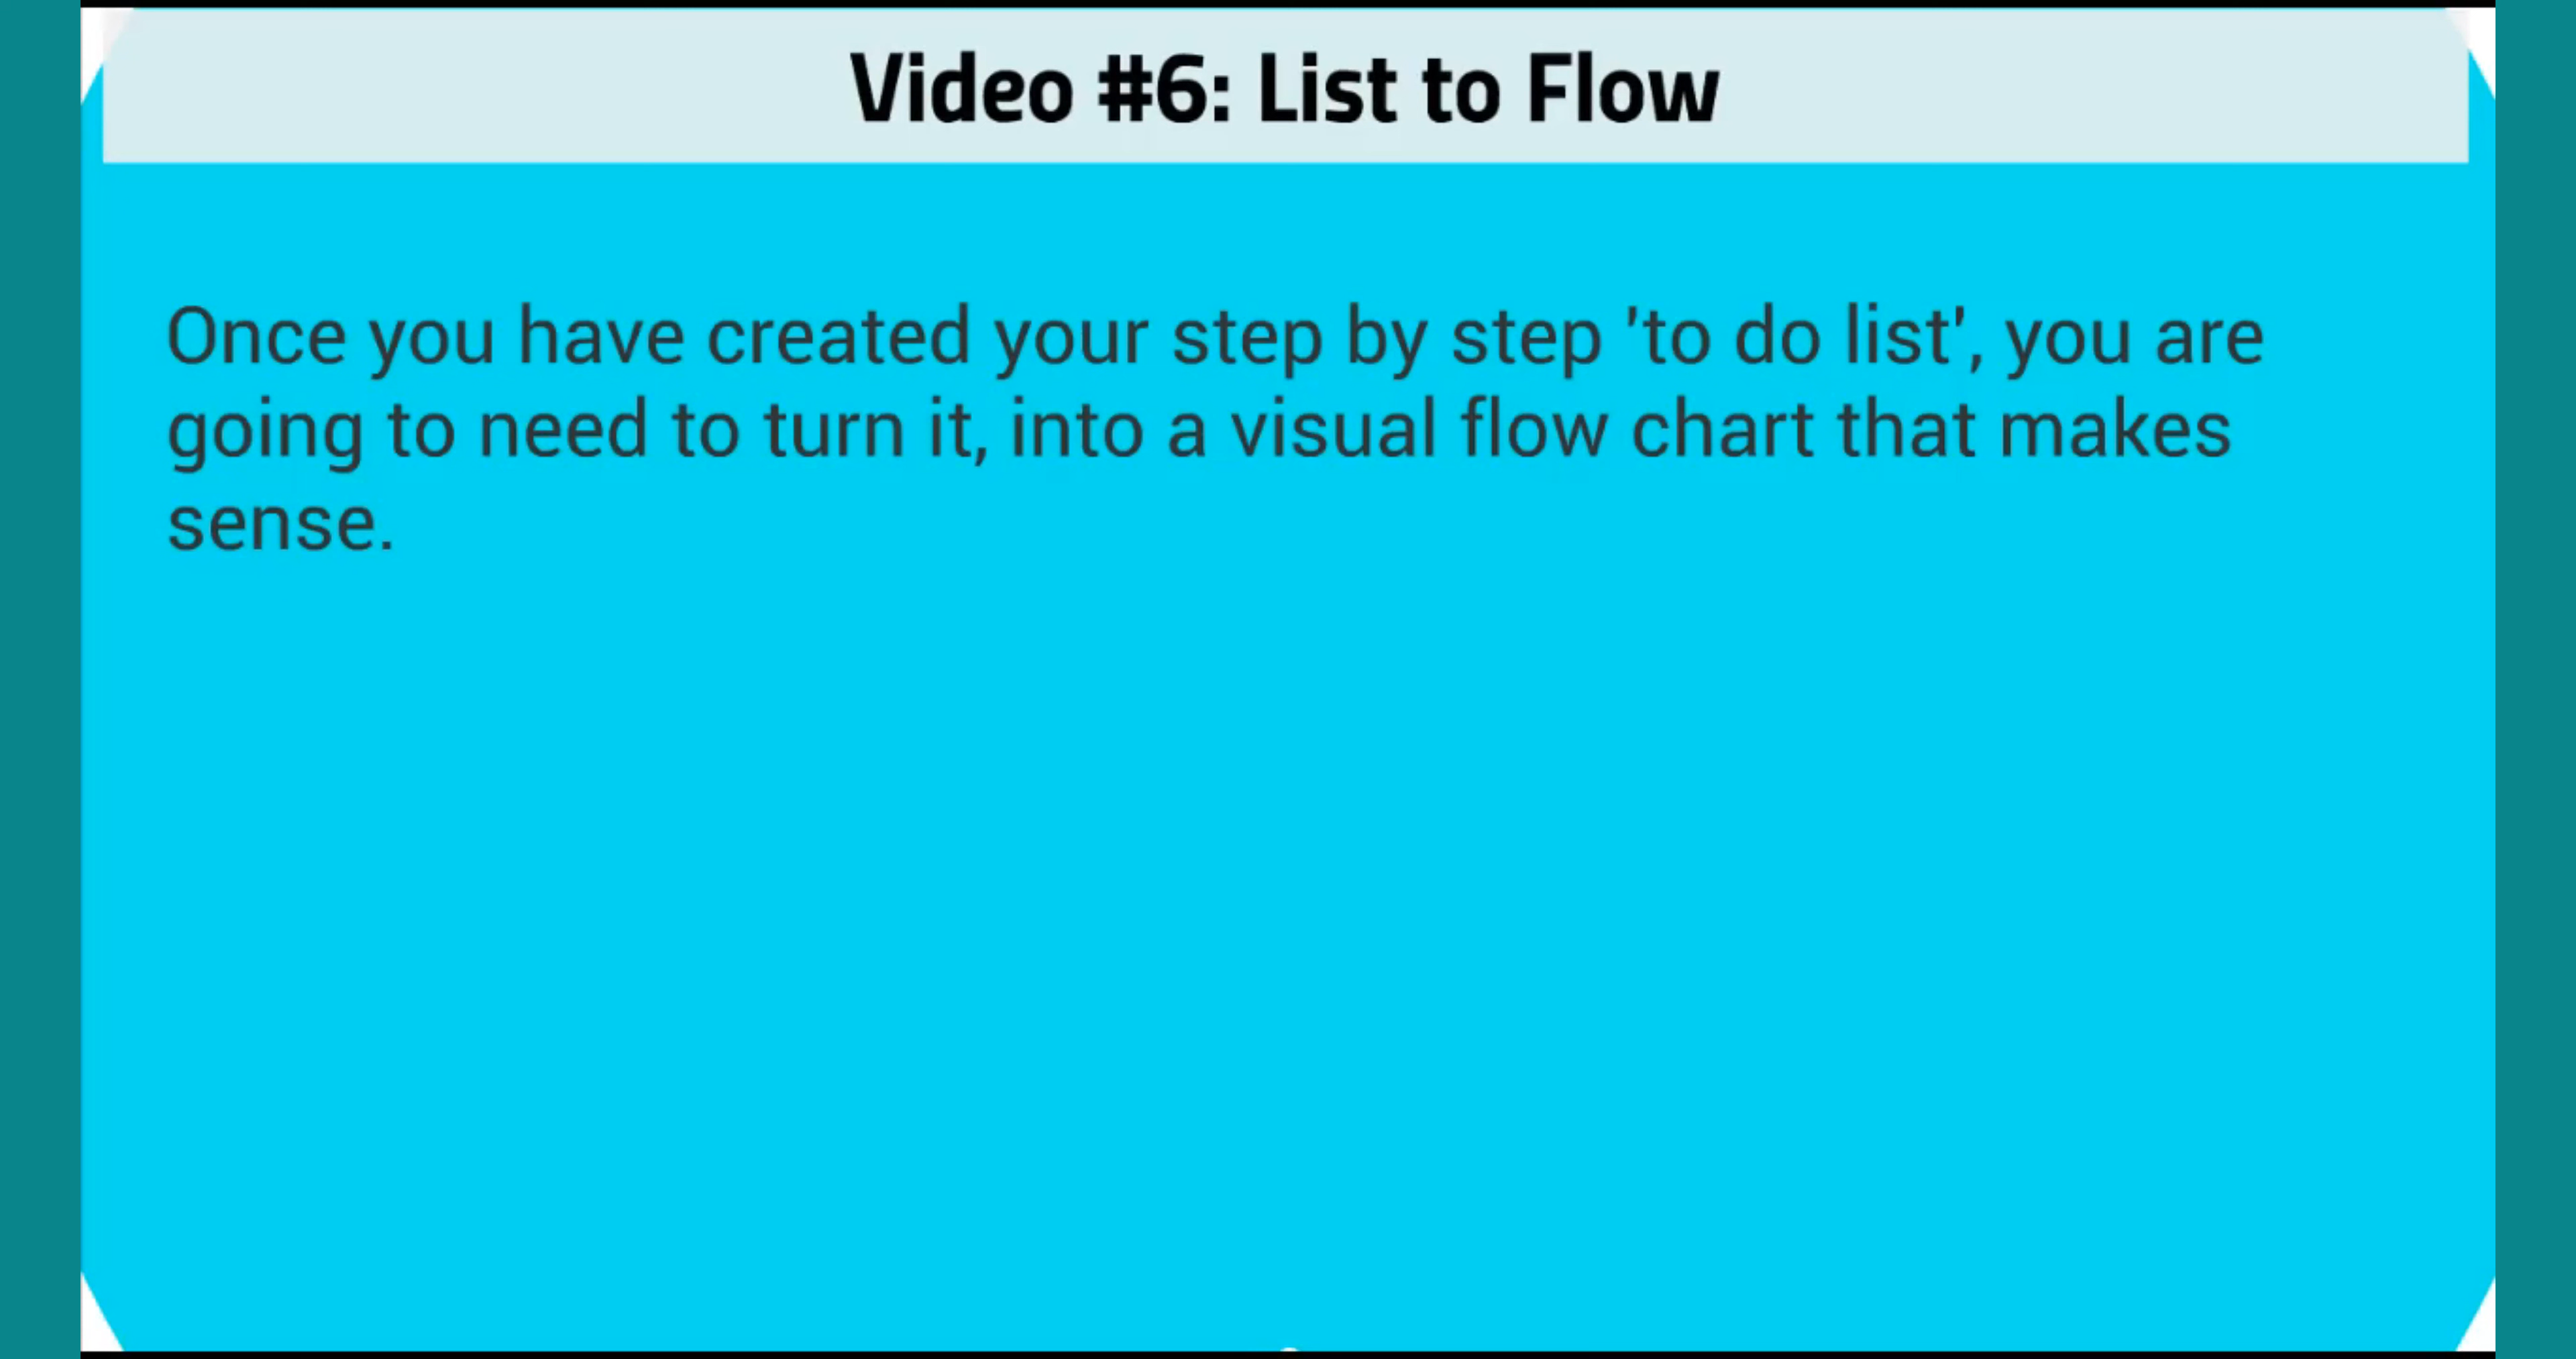 Video #6: List to Flow
Once you have created your step by step 'to do list', you are
going to need to turn it, into a visual flow chart that makes
sense.